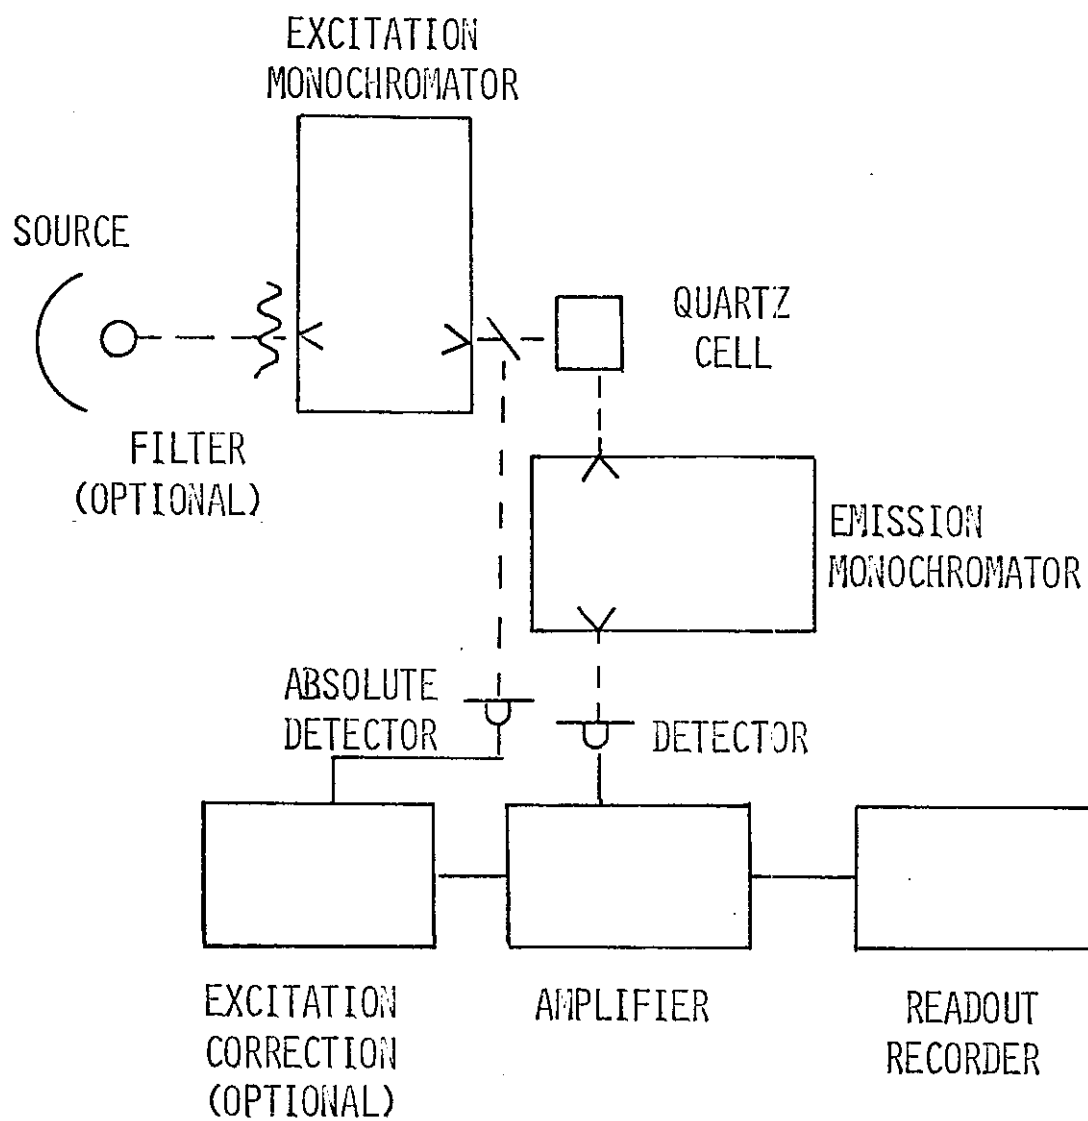 EXCITATION
MONOCHROMATOR
SOURCE
QUARTZ
CELL
FILTER
(OPTIONAL)
EMISSION
MONOCHROMATOR
ABSOLUTE
DETECTOR
DETECTOR
EXCITATION
CORRECTION
(OPTIONAL)
AMPLIFIER
READOUT
RECORDER